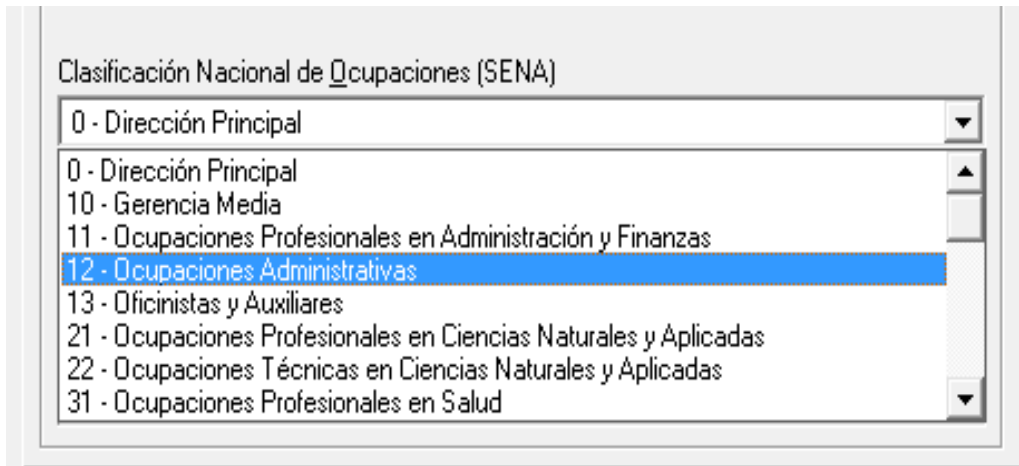 Clasificación Nacional de Ocupaciones (SENA)
0 - Dirección Principal
0 - Dirección Principal
10 - Gerencia Media
11 - Ocupaciones Profesionales en Administración y Finanzas
12 - Ocupaciones Administrativas
13 - Oficinistas y Auxiliares
21 - Ocupaciones Profesionales en Ciencias Naturales y Aplicadas
22 - Ocupaciones Técnicas en Ciencias Naturales y Aplicadas
31 - Ocupaciones Profesionales en Salud